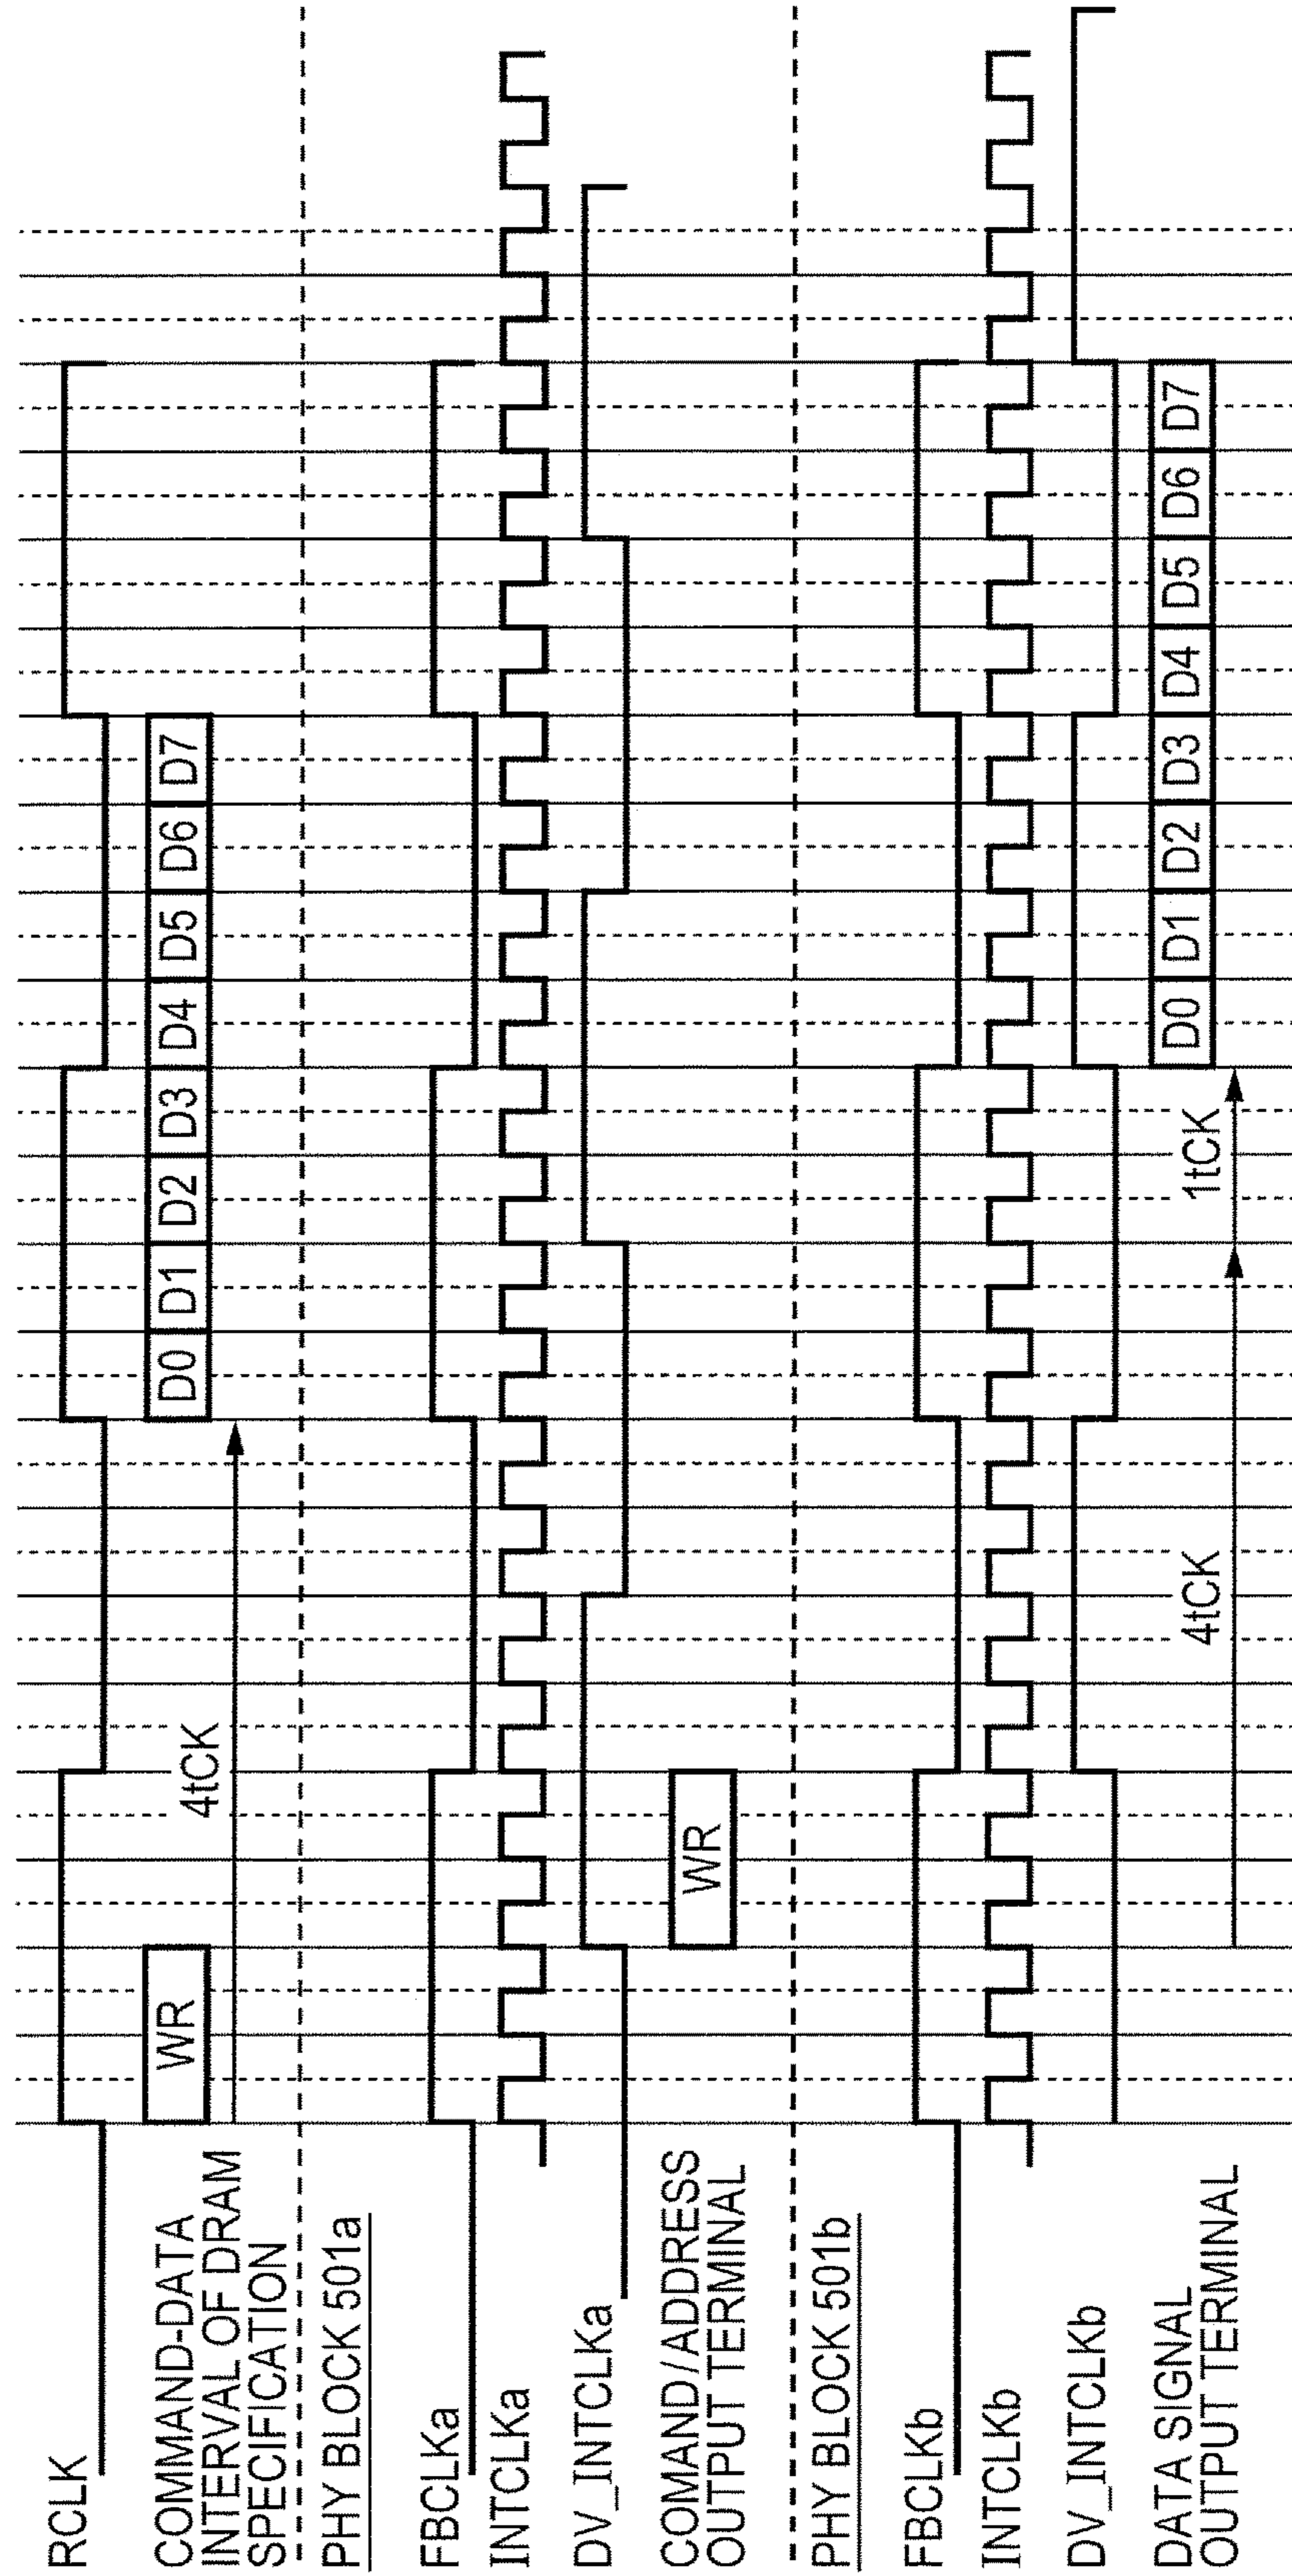 RCLK
COMMAND-DATA
INTERVAL OF DRAM
SPECIFICATION
WR
4tCK
D0 D1 D2 D3 D4 D5 D6 D7
PHY BLOCK 501a
FBCLKa
INTCLKa
DV_INTCLKa
COMAND/ADDRESS
OUTPUT TERMINAL
WR
PHY BLOCK 501b
FBCLKb
INTCLKb
DV_INTCLKb
DATA SIGNAL
OUTPUT TERMINAL
4tCK
1tCK
D0 D1 D2 D3 D4 D5 D6 D7